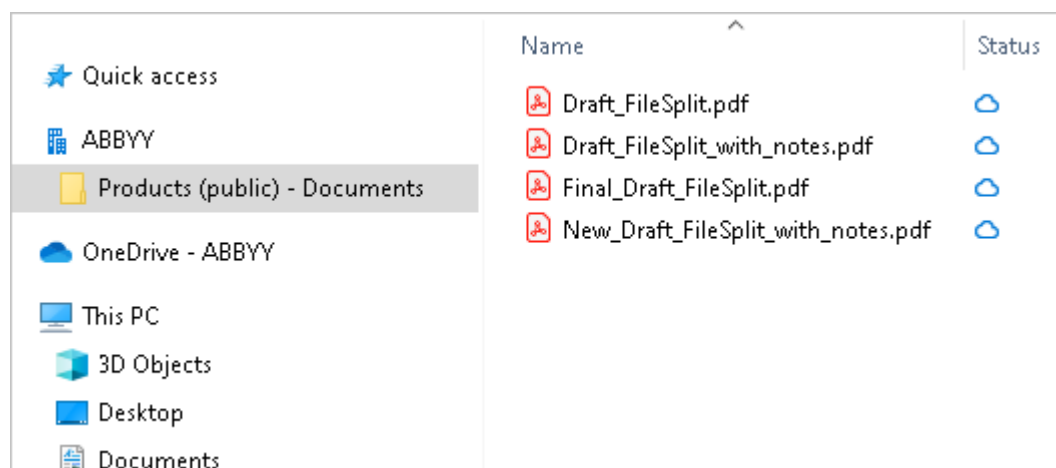 Quick access
ABBYY
Products (public) - Documents
OneDrive - ABBYY
This PC
3D Objects
Desktop
Documents
Name
Status
Draft_FileSplit.pdf
Draft_FileSplit_with_notes.pdf
Final_Draft_FileSplit.pdf
New_Draft_FileSplit_with_notes.pdf